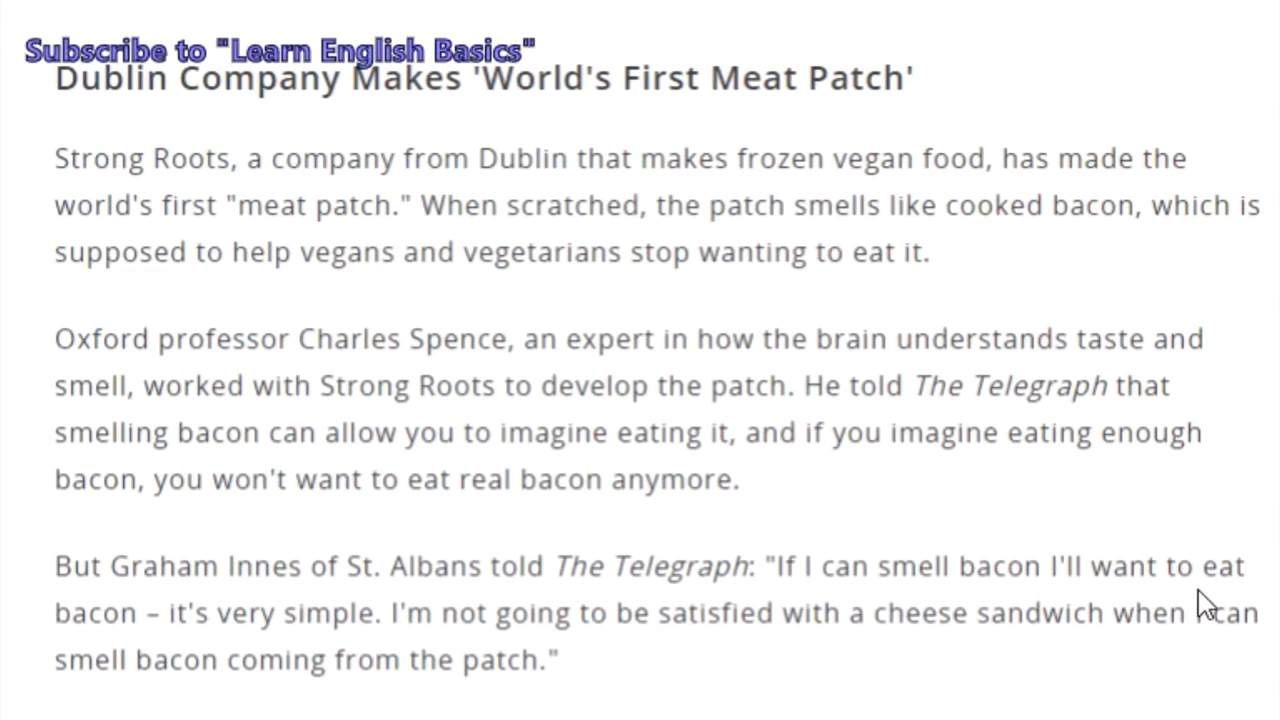 Subscribe to "Learn English Basics"
Dublin Company Makes 'World's First Meat Patch'
Strong Roots, a company from Dublin that makes frozen vegan food, has made the
world's first "meat patch." When scratched, the patch smells like cooked bacon, which is
supposed to help vegans and vegetarians stop wanting to eat it.
Oxford professor Charles Spence, an expert in how the brain understands taste and
smell, worked with Strong Roots to develop the patch. He told The Telegraph that
smelling bacon can allow you to imagine eating it, and if you imagine eating enough
bacon, you won't want to eat real bacon anymore.
But Graham Innes of St. Albans told The Telegraph: "If I can smell bacon I'll want to eat
bacon – it's very simple. I'm not going to be satisfied with a cheese sandwich when I can
smell bacon coming from the patch."